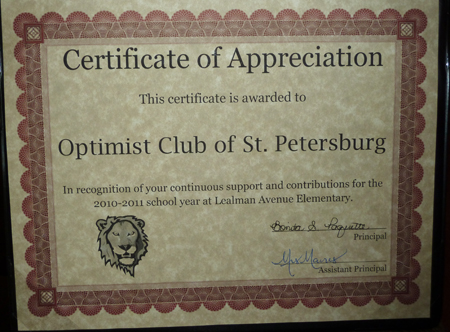 Certificate of Appreciation
This certificate is awarded to
Optimist Club of St. Petersburg
In recognition of your continuous support and contributions for the
2010-2011 school year at Lealman Avenue Elementary.
Principal
Assistant Principal